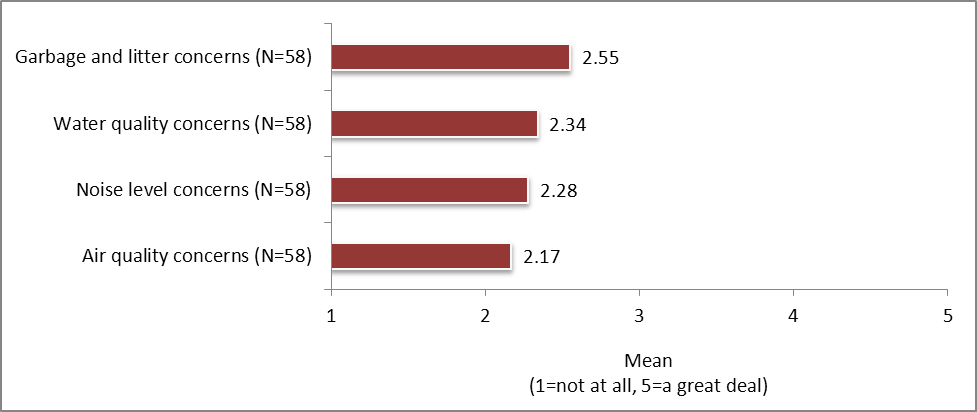 Garbage and litter concerns (N=58)
2.55
Water quality concerns (N=58)
2.34
Noise level concerns (N=58)
2.28
Air quality concerns (N=58)
2.17
1 2 3 4 5
Mean
(1=not at all, 5=a great deal)